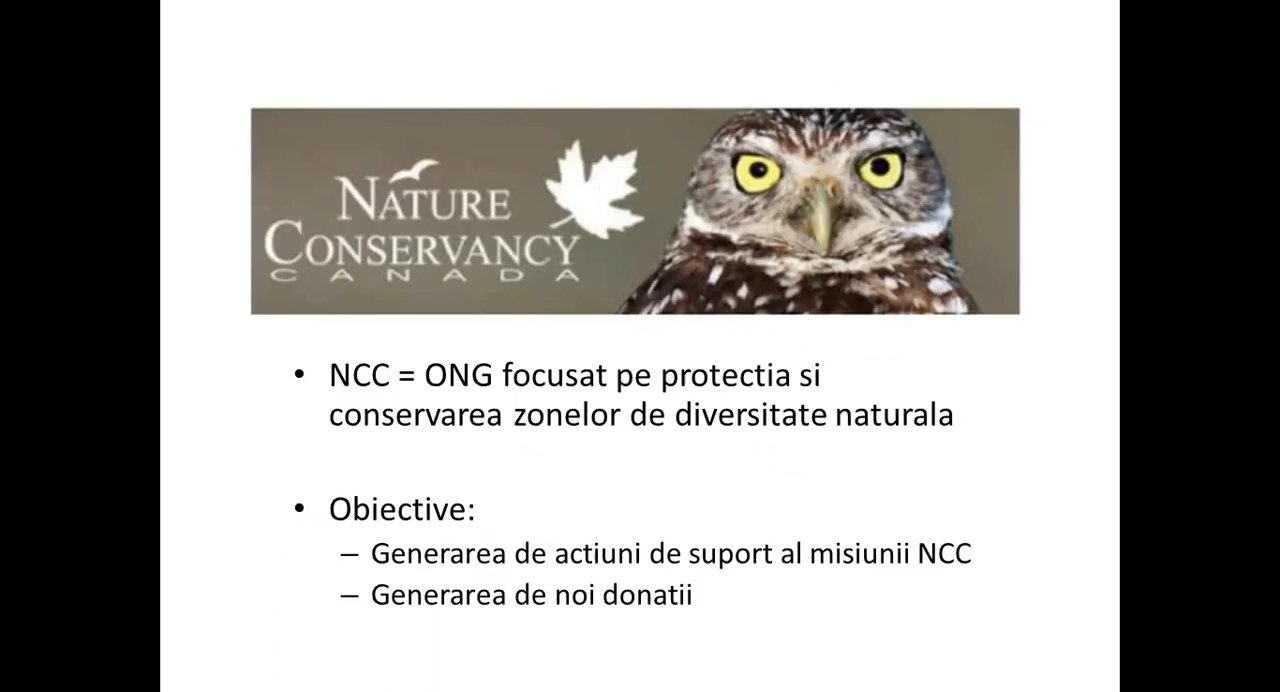 NATURE
CONSERVANCY
CANADA
• NCC = ONG focusat pe protectia si
conservarea zonelor de diversitate naturala
• Obiective:
– Generarea de actiuni de suport al misiunii NCC
– Generarea de noi donatii